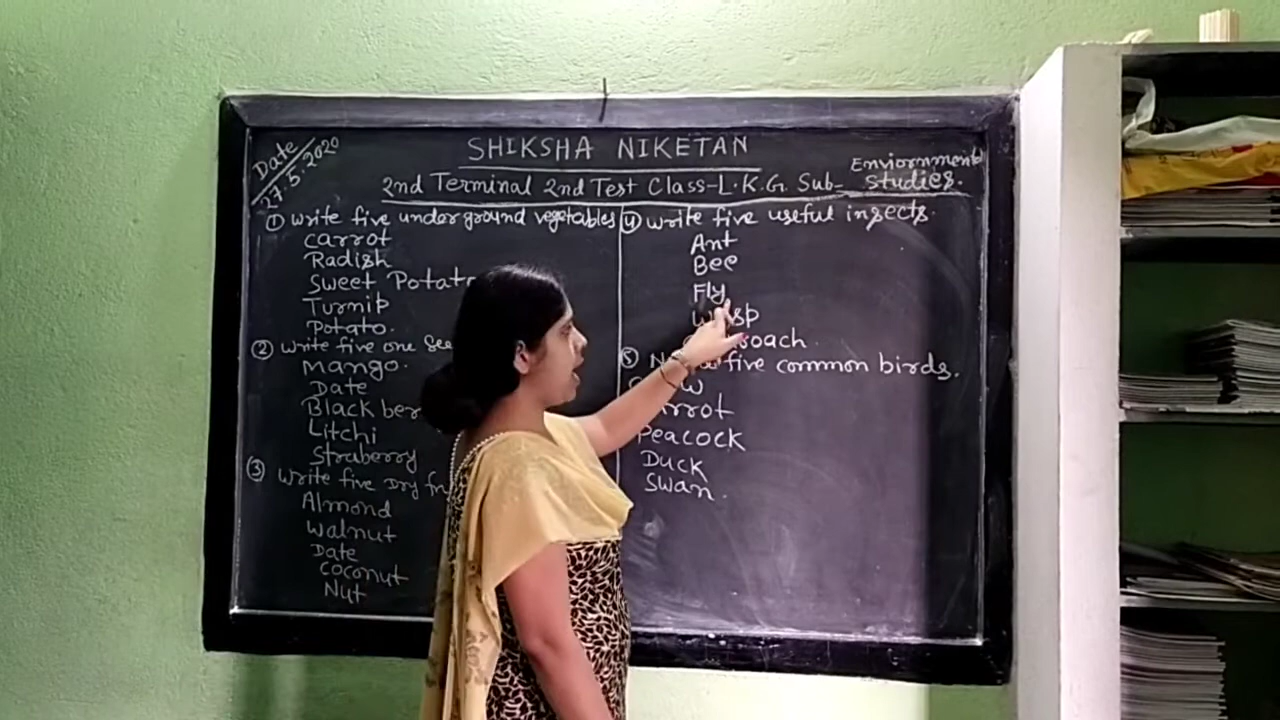 Date
27.5.2020
SHIKSHA NIKETAN
2nd Terminal 2nd Test Class-L.K.G. Sub- Enviornmental Studies.
① Write five underground vegetables
Carrot
Radish
Sweet Potato
Turnip
Potato.
② Write five one
Mango.
Date
Black
Litchi
Straberry
③ Write five Dry
Almond
Walnut
Date
Coconut
Nut
④ Write five useful insects.
Ant
Bee
Fly
Wasp
⑤ five common birds.
Peacock
Duck
Swan.